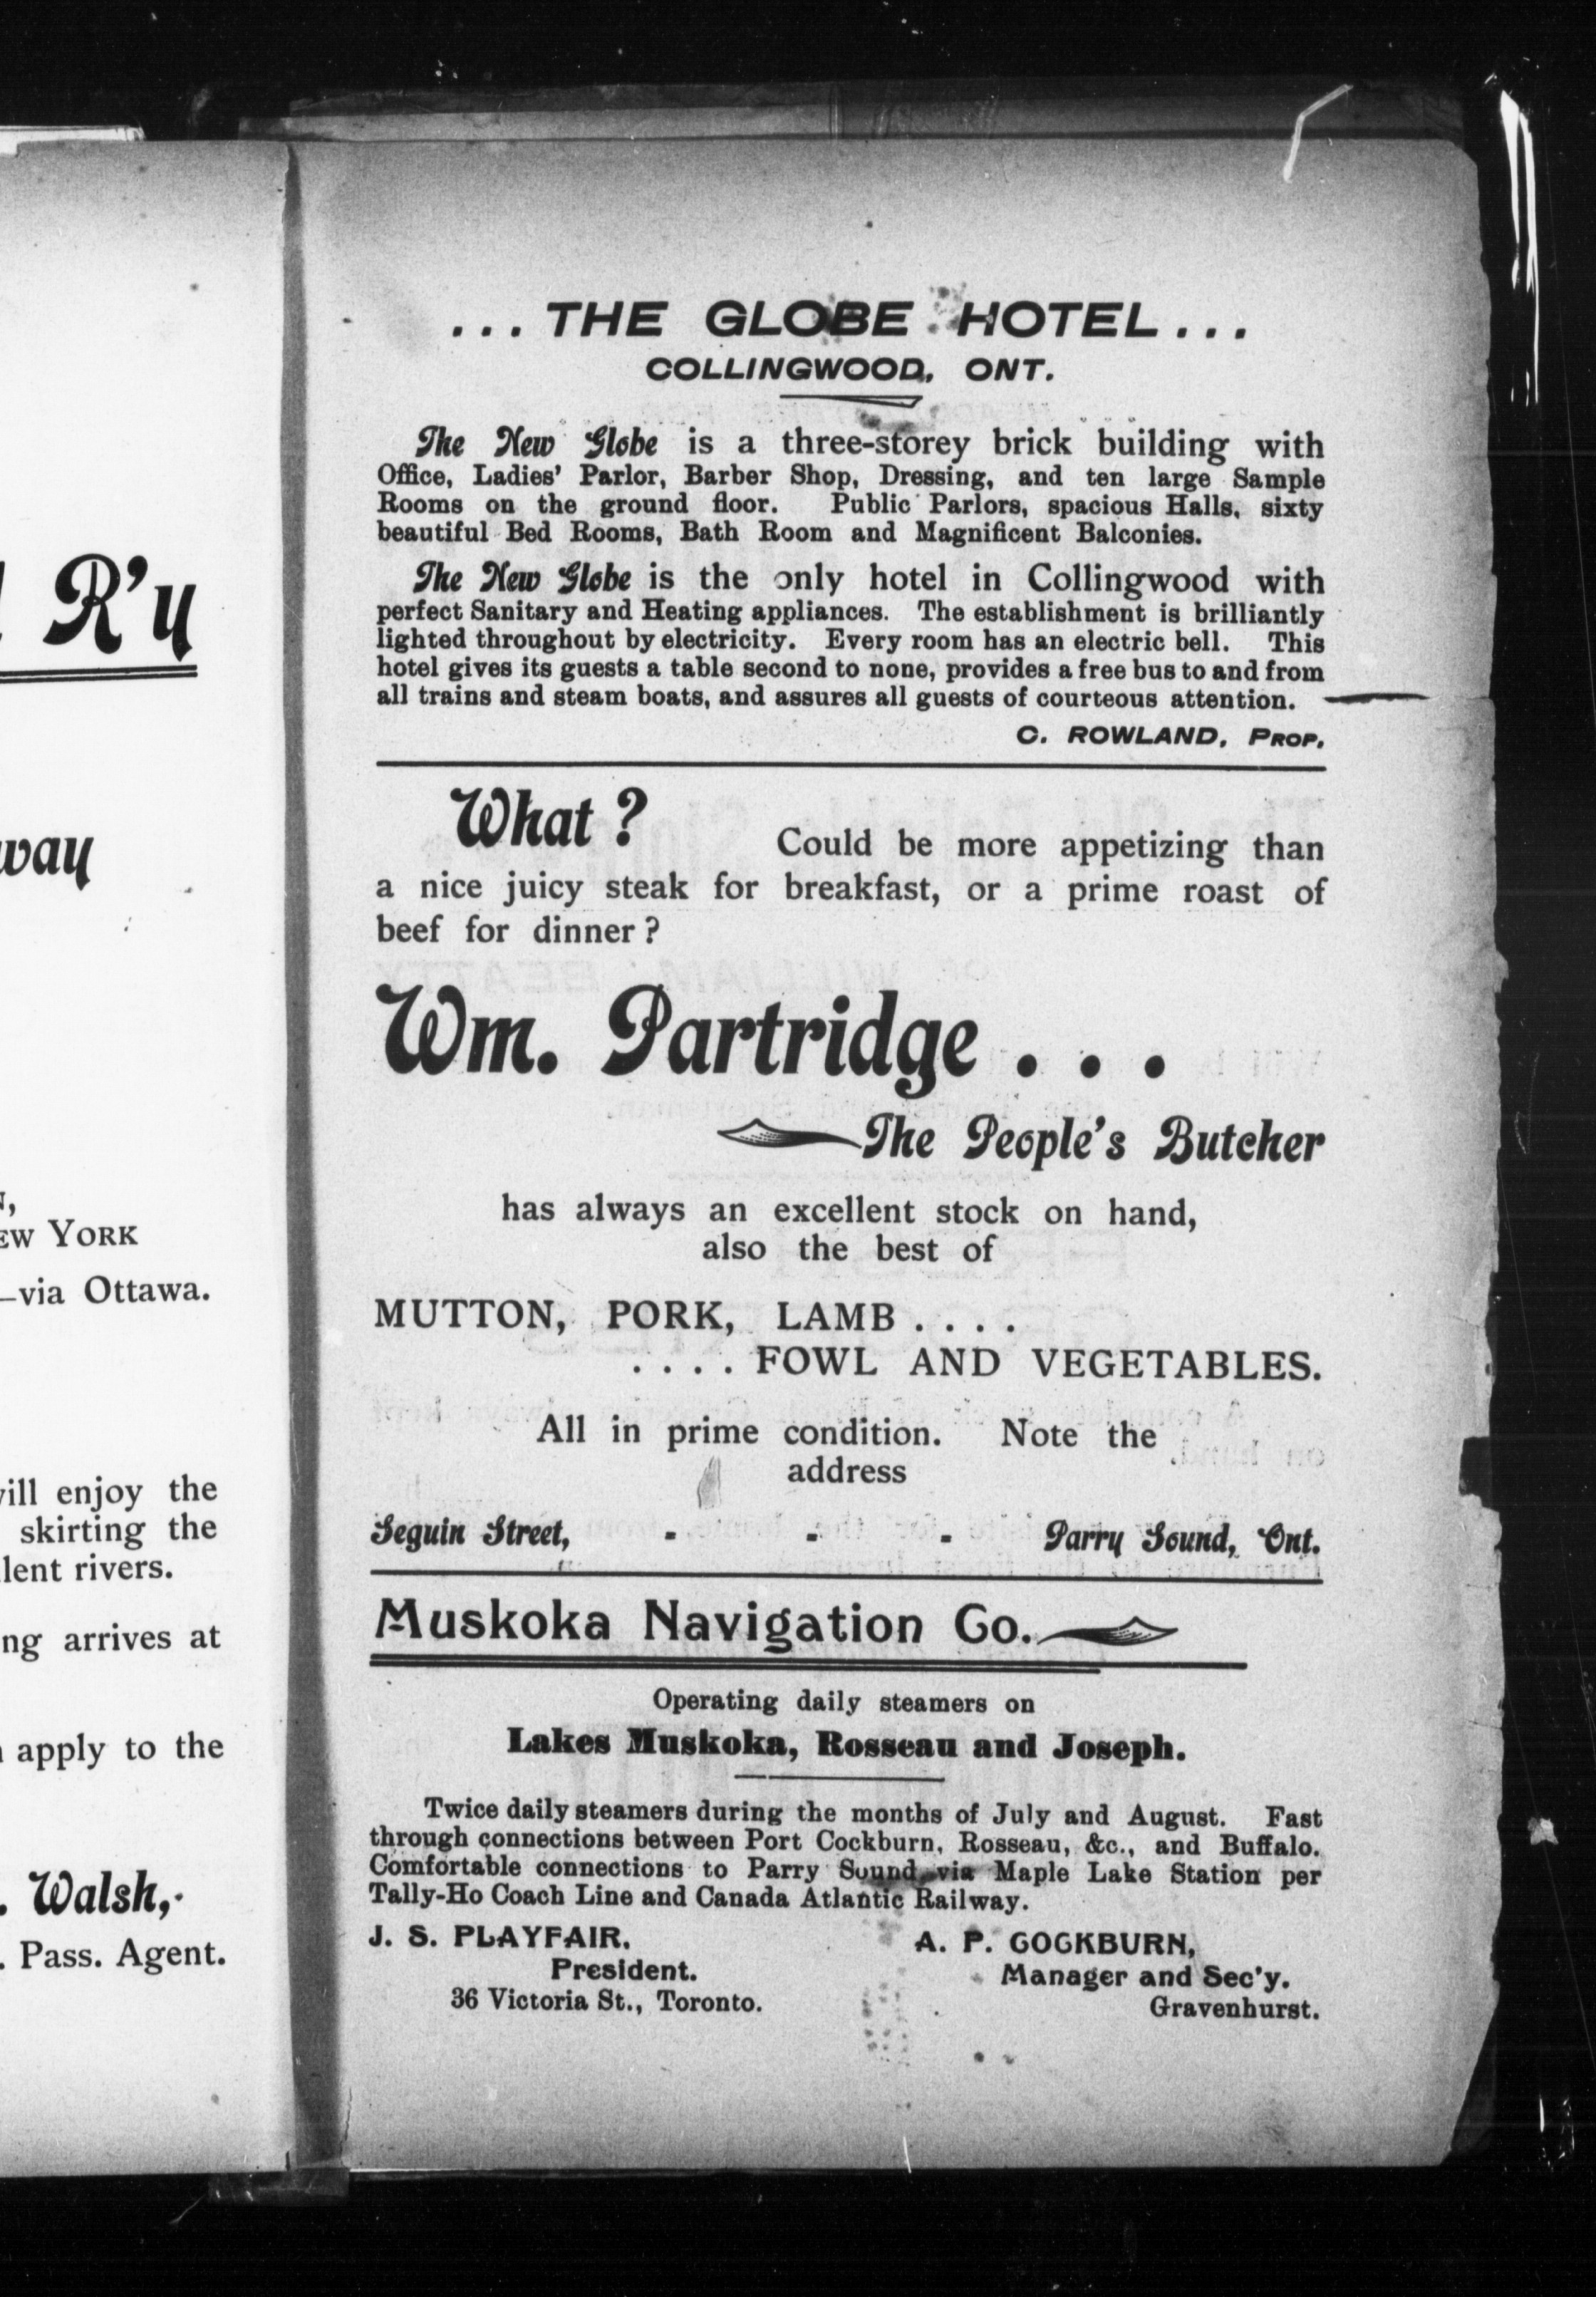 R'y
way
EW YORK
—via Ottawa.
will enjoy the
skirting the
lent rivers.
ng arrives at
apply to the
. Walsh,
. Pass. Agent.
... THE GLOBE HOTEL ...
COLLINGWOOD, ONT.
The New Globe is a three-storey brick building with
Office, Ladies' Parlor, Barber Shop, Dressing, and ten large Sample
Rooms on the ground floor. Public Parlors, spacious Halls, sixty
beautiful Bed Rooms, Bath Room and Magnificent Balconies.
The New Globe is the only hotel in Collingwood with
perfect Sanitary and Heating appliances. The establishment is brilliantly
lighted throughout by electricity. Every room has an electric bell. This
hotel gives its guests a table second to none, provides a free bus to and from
all trains and steam boats, and assures all guests of courteous attention.
C. ROWLAND, PROP.
What ? Could be more appetizing than
a nice juicy steak for breakfast, or a prime roast of
beef for dinner ?
Wm. Partridge . . .
The People's Butcher
has always an excellent stock on hand,
also the best of
MUTTON, PORK, LAMB . . . .
. . . . FOWL AND VEGETABLES.
All in prime condition. Note the
address
Seguin Street, - - - Parry Sound, Ont.
Muskoka Navigation Co.
Operating daily steamers on
Lakes Muskoka, Rosseau and Joseph.
Twice daily steamers during the months of July and August. Fast
through connections between Port Cockburn, Rosseau, &c., and Buffalo.
Comfortable connections to Parry Sound via Maple Lake Station per
Tally-Ho Coach Line and Canada Atlantic Railway.
J. S. PLAYFAIR, A. P. COCKBURN,
President. Manager and Sec'y.
36 Victoria St., Toronto. Gravenhurst.